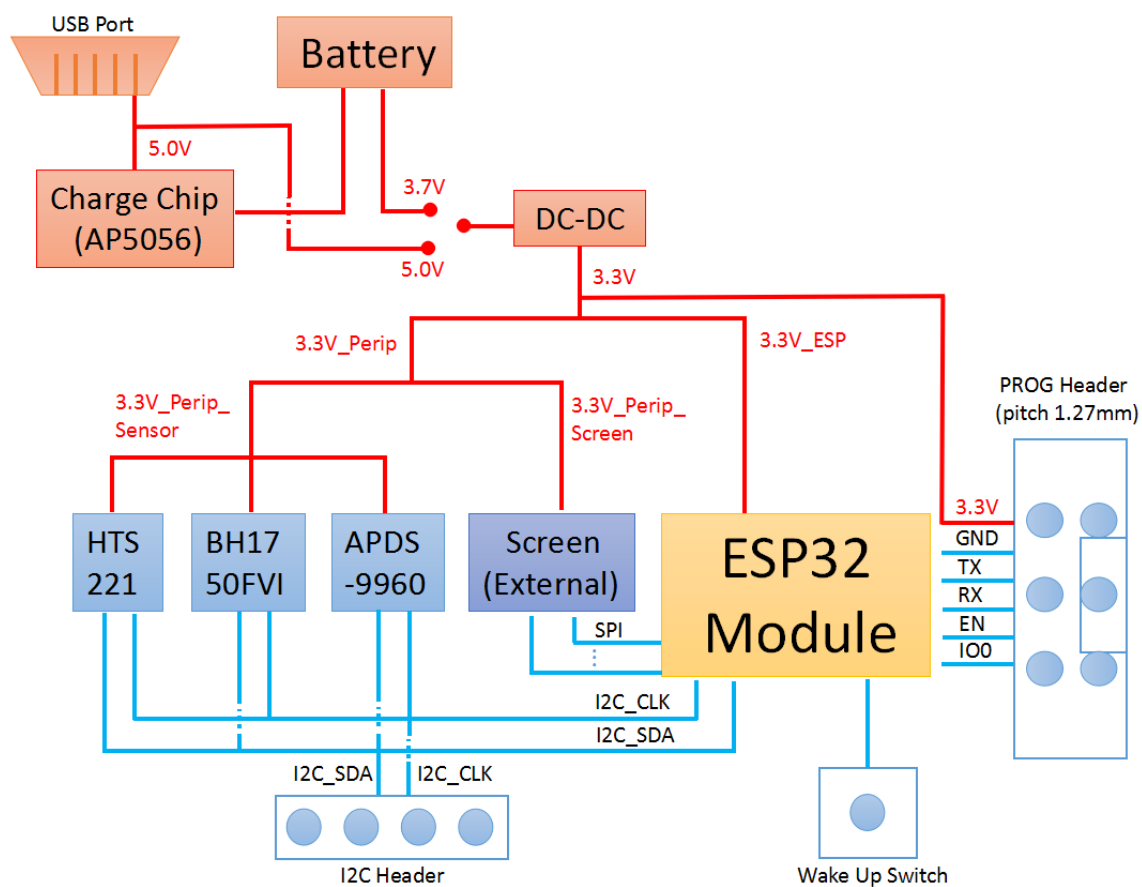 USB Port
Battery
5.0V
Charge Chip
(AP5056)
3.7V
DC-DC
5.0V
3.3V
3.3V_Perip
3.3V_ESP
3.3V_Perip_
Sensor
3.3V_Perip_
Screen
PROG Header
(pitch 1.27mm)
HTS
221
BH17
50FVI
APDS
-9960
Screen
(External)
ESP32
Module
3.3V
GND
TX
RX
EN
IO0
SPI
I2C_CLK
I2C_SDA
I2C_SDA
I2C_CLK
I2C Header
Wake Up Switch